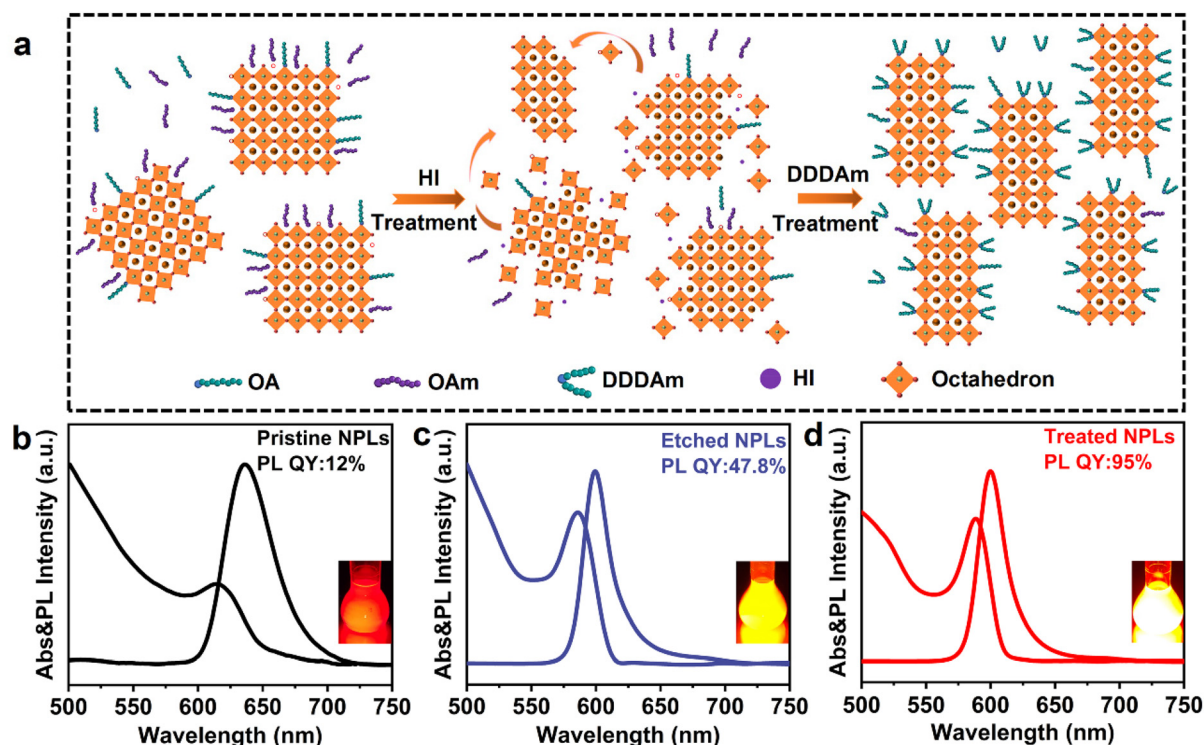 a
HI
Treatment
DDDAm
Treatment
OA
OAm
DDDAm
HI
Octahedron
b
Abs&PL Intensity (a.u.)
Pristine NPLs
PL QY:12%
500 550 600 650 700 750
Wavelength (nm)
c
Abs&PL Intensity (a.u.)
Etched NPLs
PL QY:47.8%
500 550 600 650 700 750
Wavelength (nm)
d
Abs&PL Intensity (a.u.)
Treated NPLs
PL QY:95%
500 550 600 650 700 750
Wavelength (nm)